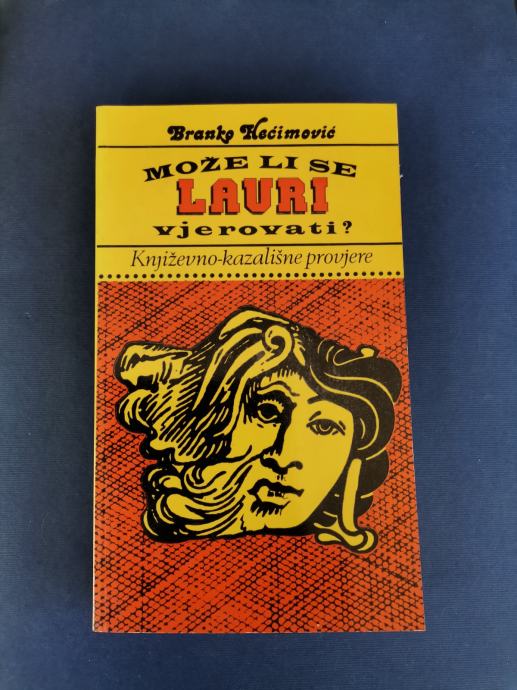 Branko Hećimović
MOŽE LI SE
LAURI
vjerovati?
Književno-kazališne provjere